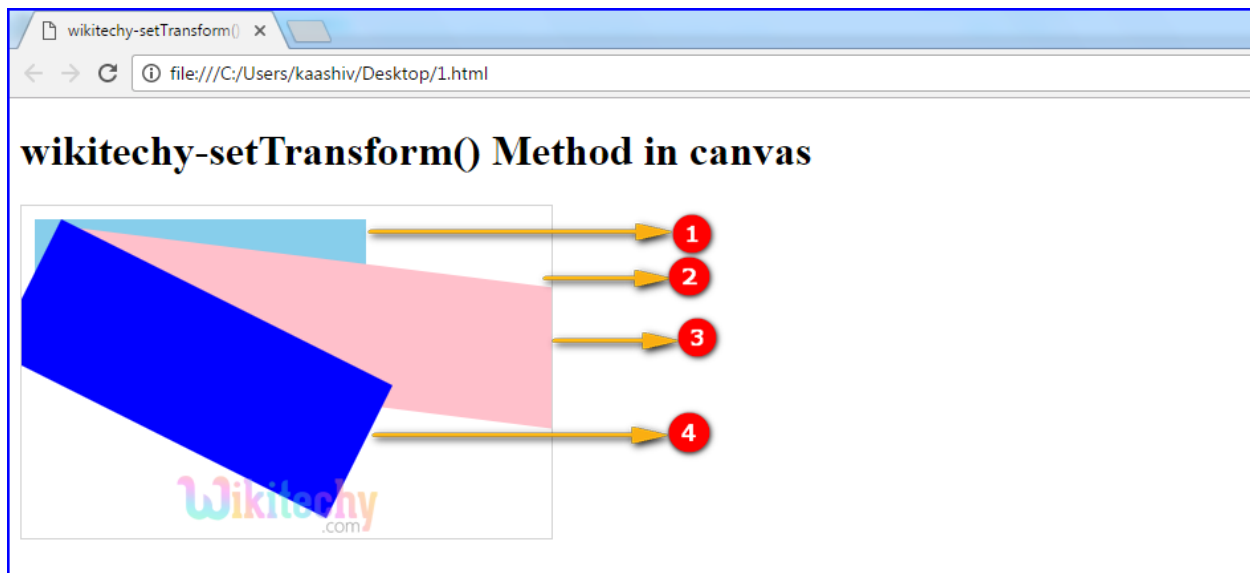 wikitechy-setTransform()
file:///C:/Users/kaashiv/Desktop/1.html
wikitechy-setTransform() Method in canvas
1
2
3
4
Wikitechy
.com